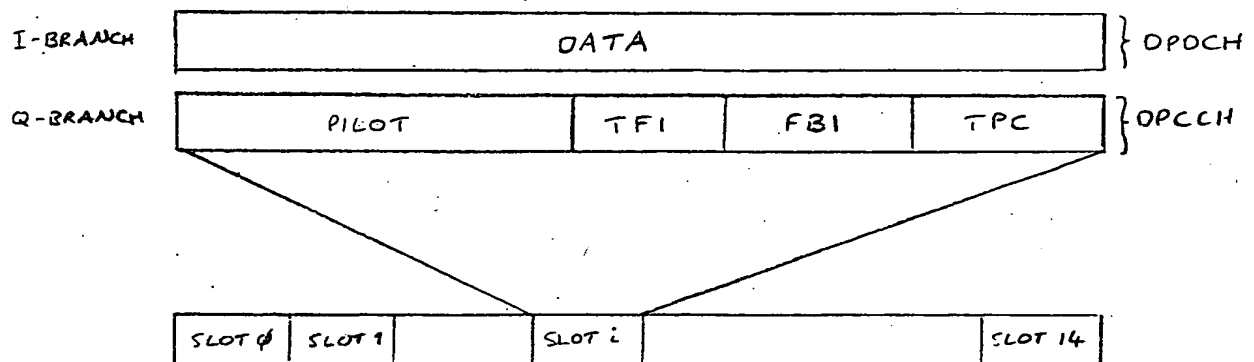 I-BRANCH DATA } DPDCH
Q-BRANCH PILOT TFI FBI TPC } DPCCH
SLOT φ SLOT 1 SLOT i SLOT 14